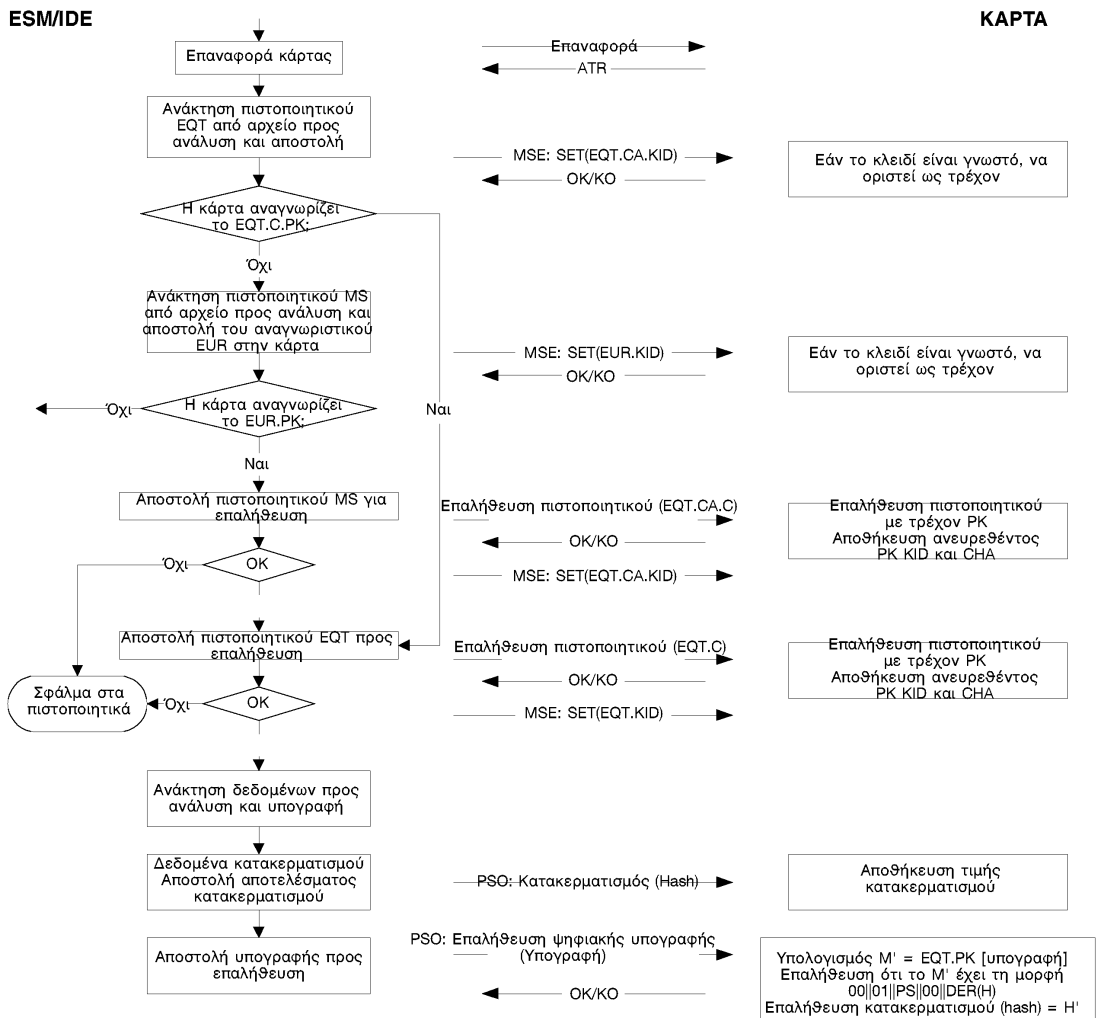 ESM/IDE
ΚΑΡΤΑ
Επαναφορά κάρτας
Επαναφορά
ATR
Ανάκτηση πιστοποιητικού
EQT από αρχείο προς
ανάλυση και αποστολή
MSE: SET(EQT.CA.KID)
OK/KO
Εάν το κλειδί είναι γνωστό, να
οριστεί ως τρέχον
Η κάρτα αναγνωρίζει
το EQT.C.PK;
Όχι
Ανάκτηση πιστοποιητικού MS
από αρχείο προς ανάλυση και
αποστολή του αναγνωριστικού
EUR στην κάρτα
MSE: SET(EUR.KID)
OK/KO
Εάν το κλειδί είναι γνωστό, να
οριστεί ως τρέχον
Όχι
Η κάρτα αναγνωρίζει
το EUR.PK;
Ναι
Ναι
Αποστολή πιστοποιητικού MS για
επαλήθευση
Επαλήθευση πιστοποιητικού (EQT.CA.C)
OK/KO
MSE: SET(EQT.CA.KID)
Επαλήθευση πιστοποιητικού
με τρέχον PK
Αποθήκευση ανευρεθέντος
PK KID και CHA
Όχι
OK
Αποστολή πιστοποιητικού EQT προς
επαλήθευση
Επαλήθευση πιστοποιητικού (EQT.C)
OK/KO
MSE: SET(EQT.KID)
Επαλήθευση πιστοποιητικού
με τρέχον PK
Αποθήκευση ανευρεθέντος
PK KID και CHA
Σφάλμα στα
πιστοποιητικά
Όχι
OK
Ανάκτηση δεδομένων προς
ανάλυση και υπογραφή
Δεδομένα κατακερματισμού
Αποστολή αποτελέσματος
κατακερματισμού
PSO: Κατακερματισμός (Hash)
Αποθήκευση τιμής
κατακερματισμού
Αποστολή υπογραφής προς
επαλήθευση
PSO: Επαλήθευση ψηφιακής υπογραφής
(Υπογραφή)
OK/KO
Υπολογισμός M' = EQT.PK [υπογραφή]
Επαλήθευση ότι το M' έχει τη μορφή
00||01||PS||00||DER(H)
Επαλήθευση κατακερματισμού (hash) = H'